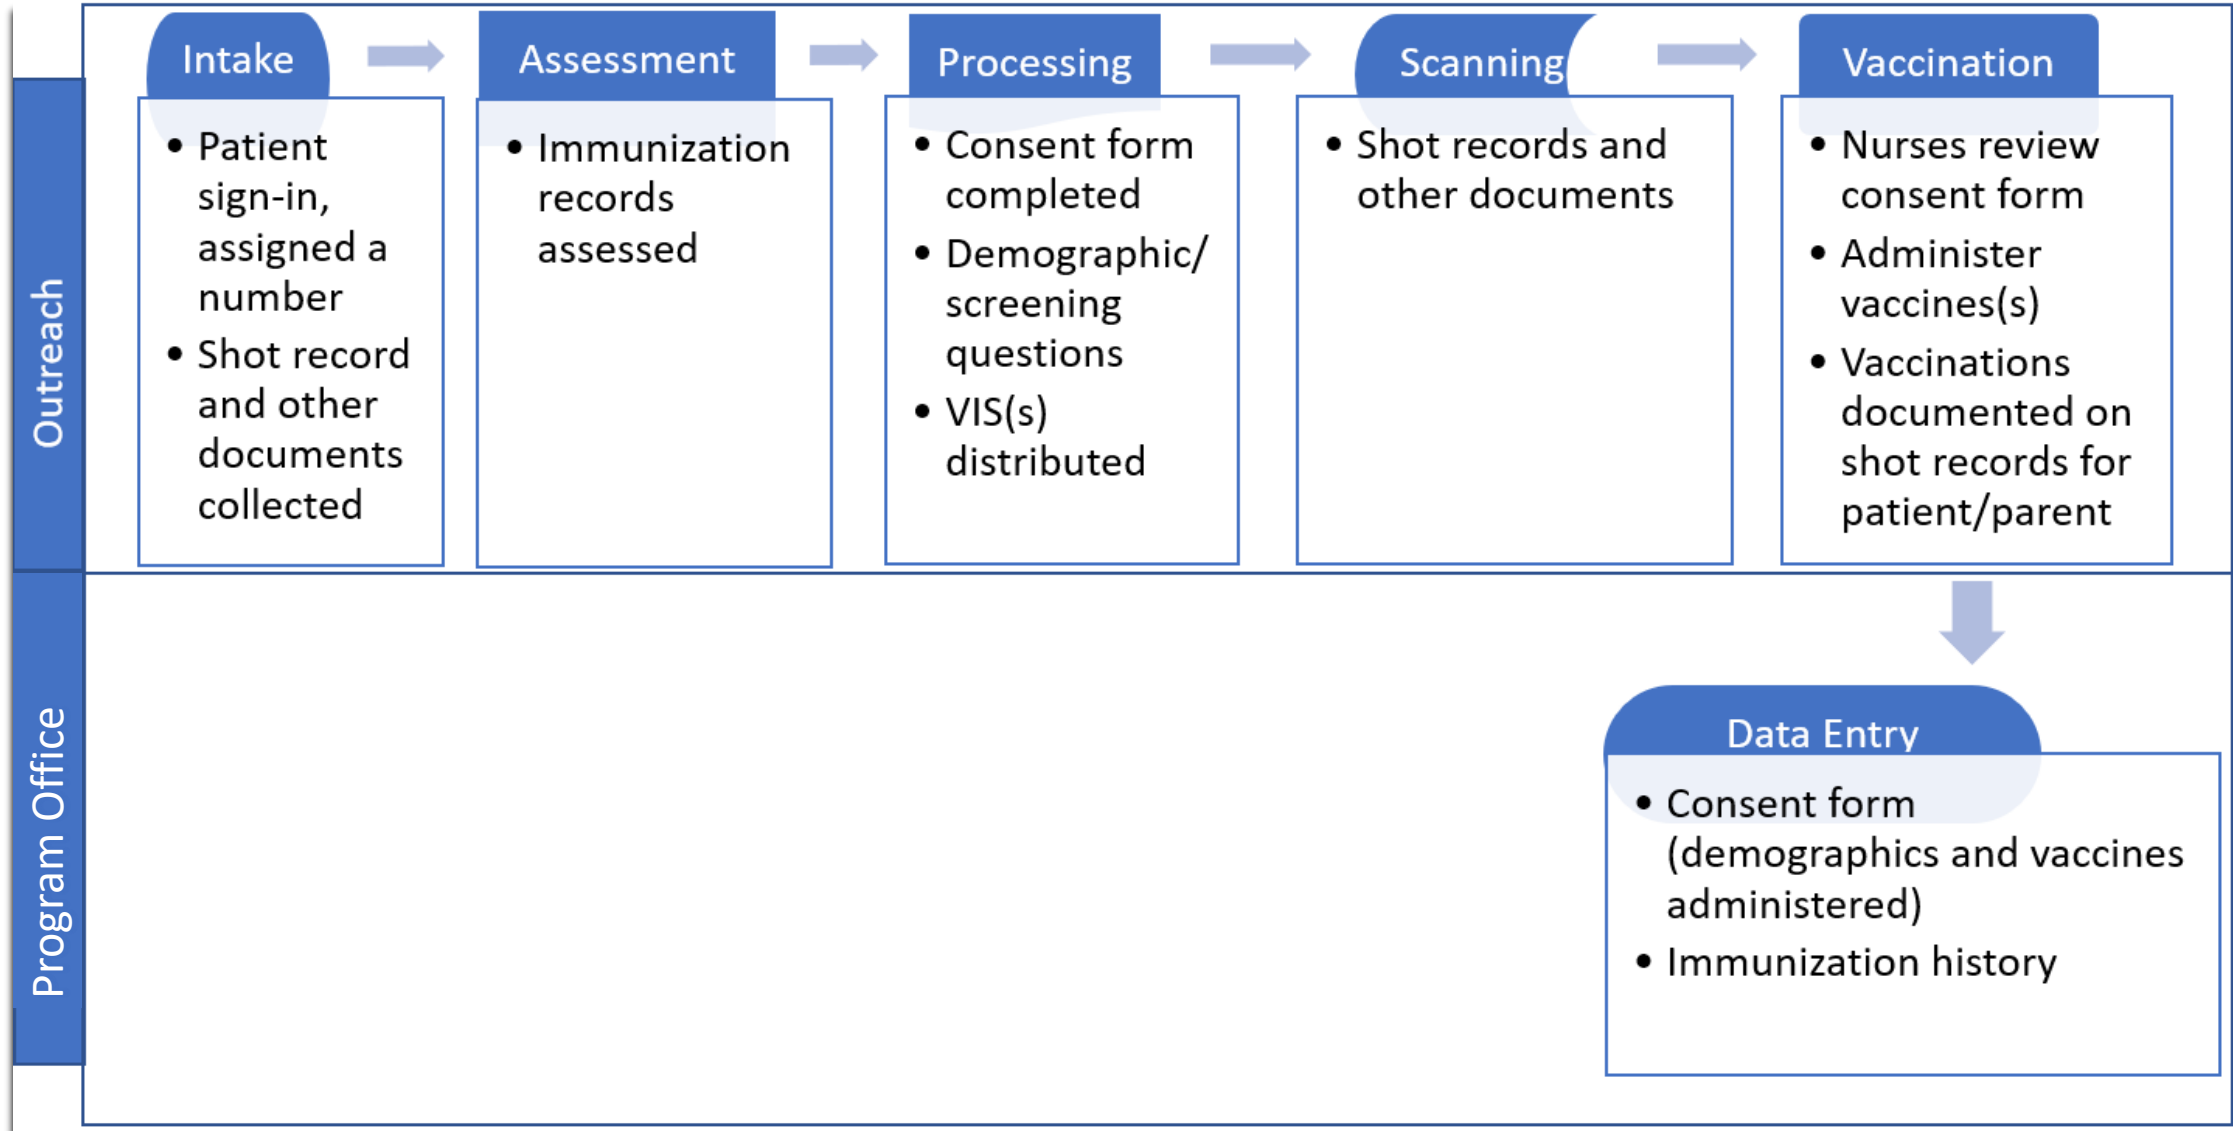 Outreach
Intake
• Patient
sign-in,
assigned a
number
• Shot record
and other
documents
collected
Assessment
• Immunization
records
assessed
Processing
• Consent form
completed
• Demographic/
screening
questions
• VIS(s)
distributed
Scanning
• Shot records and
other documents
Vaccination
• Nurses review
consent form
• Administer
vaccines(s)
• Vaccinations
documented on
shot records for
patient/parent
Program Office
Data Entry
• Consent form
(demographics and vaccines
administered)
• Immunization history